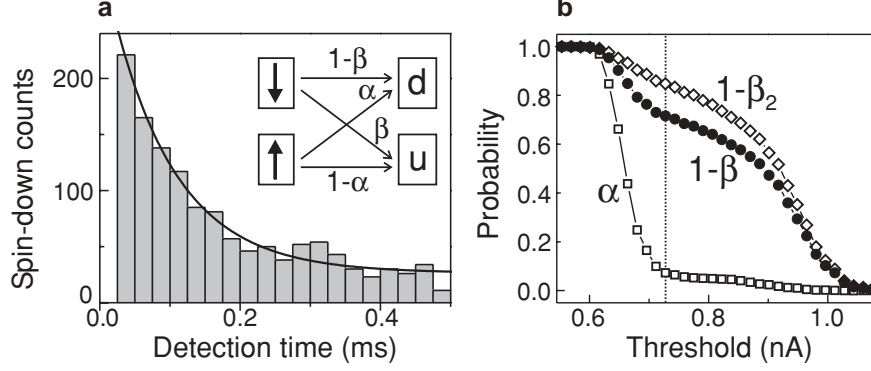 a
Spin-down counts
200
100
0
0.0
0.2
0.4
Detection time (ms)
1-β
α
d
β
u
1-α
b
Probability
1.0
0.8
0.6
0.4
0.2
0.0
0.6
0.8
1.0
Threshold (nA)
1-β₂
1-β
α